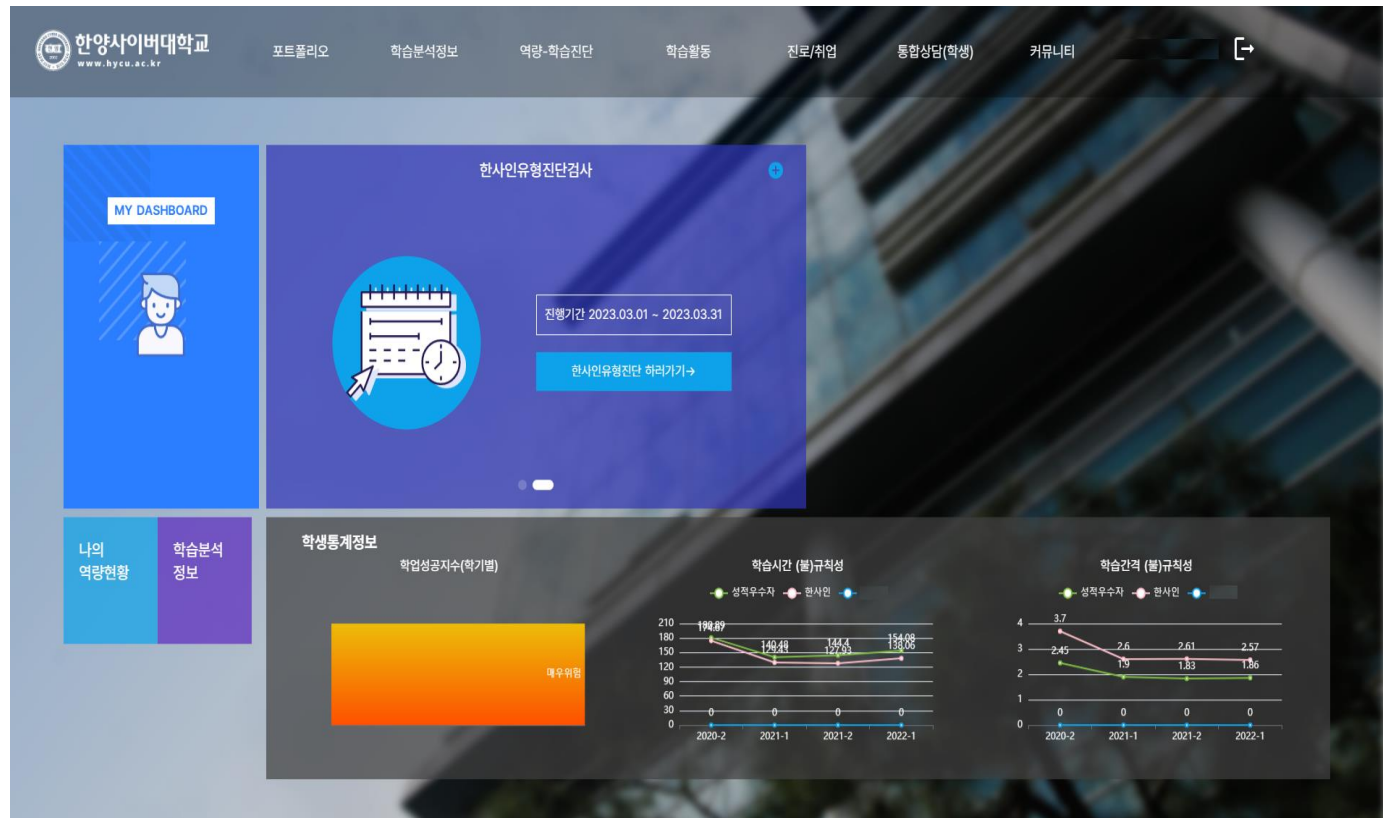 한양사이버대학교
www.hycu.ac.kr
포트폴리오 학습분석정보 역량-학습진단 학습활동 진로/취업 통합상담(학생) 커뮤니티
MY DASHBOARD
한사인유형진단검사
진행기간 2023.03.01 ~ 2023.03.31
한사인유형진단 하러가기→
나의
역량현황
학습분석
정보
학생통계정보
학업성공지수(학기별)
매우위험
학습시간 (불)규칙성
성적우수자 한사인
210
180
150
120
90
60
30
0
174.87
140.48 144.4 154.08
127.93 138.06
0 0 0 0
2020-2 2021-1 2021-2 2022-1
학습간격 (불)규칙성
성적우수자 한사인
4
3
2
1
0
3.7 2.6 2.61 2.57
2.45 1.9 1.83 1.86
0 0 0 0
2020-2 2021-1 2021-2 2022-1